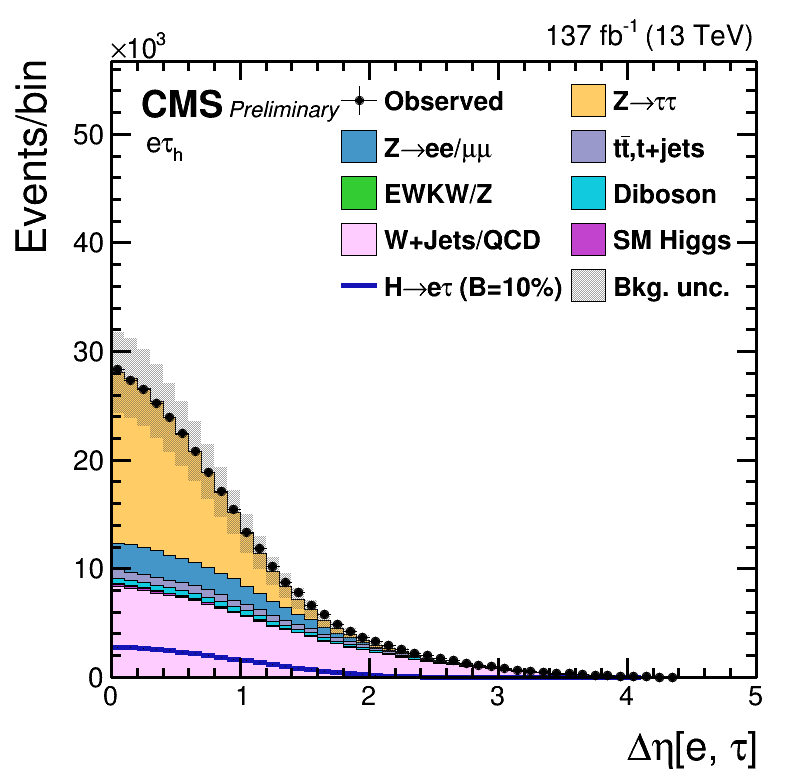 ×10³
137 fb⁻¹ (13 TeV)
Events/bin
CMS Preliminary
eτₕ
Observed
Z→ττ
Z→ee/μμ
tt̄,t+jets
EWKW/Z
Diboson
W+Jets/QCD
SM Higgs
H→eτ (B=10%)
Bkg. unc.
50
40
30
20
10
0
0 1 2 3 4 5
Δη[e, τ]